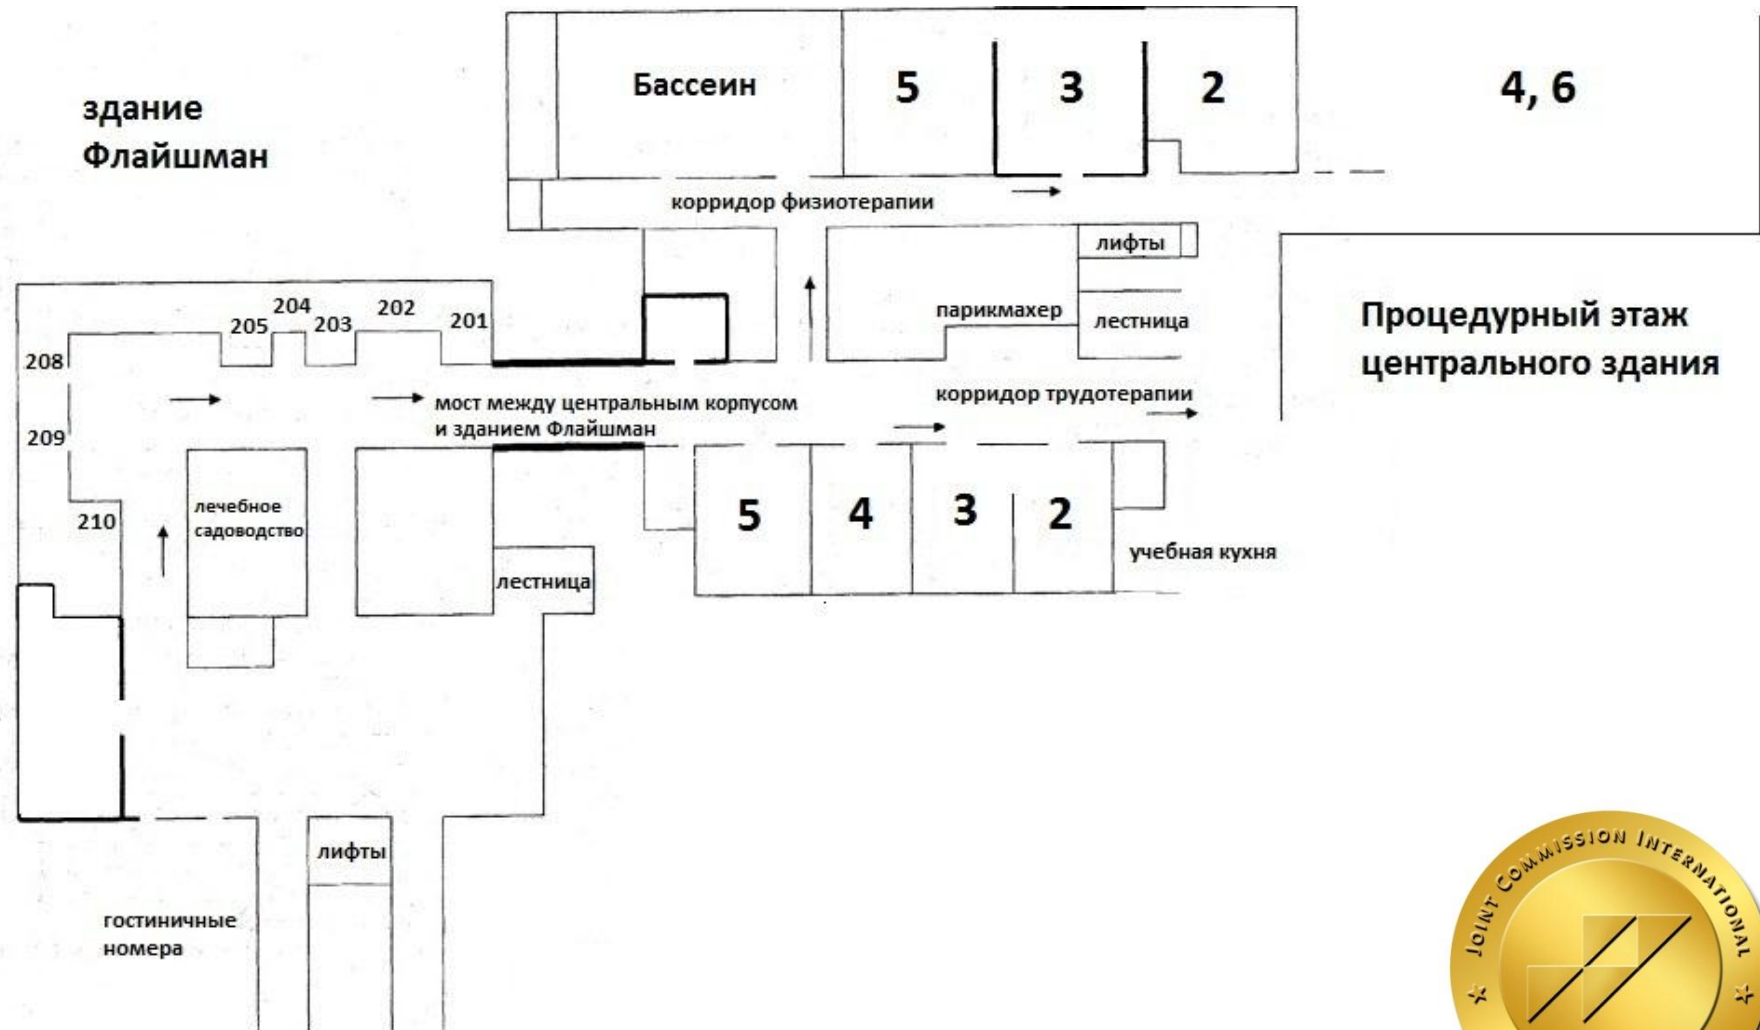 здание
Флайшман
Бассеин
5
3
2
4, 6
корридор физиотерапии
лифты
парикмахер
лестница
Процедурный этаж
центрального здания
204
202
205
203
201
208
209
210
мост между центральным корпусом
и зданием Флайшман
корридор трудотерапии
лечебное
садоводство
5
4
3
2
учебная кухня
лестница
лифты
гостиничные
номера
JOINT COMMISSION INTERNATIONAL